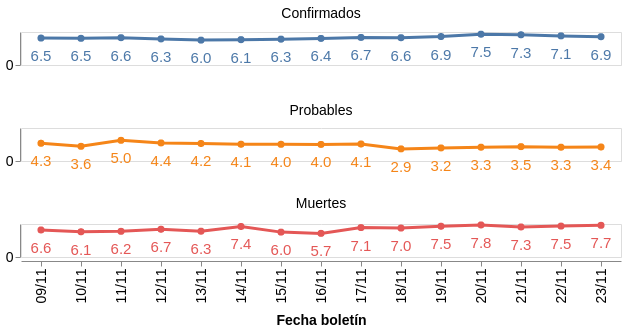 Confirmados
0
6.5 6.5 6.6 6.3 6.0 6.1 6.3 6.4 6.7 6.6 6.9 7.5 7.3 7.1 6.9
Probables
0
4.3 3.6 5.0 4.4 4.2 4.1 4.0 4.0 4.1 2.9 3.2 3.3 3.5 3.3 3.4
Muertes
0
6.6 6.1 6.2 6.7 6.3 7.4 6.0 5.7 7.1 7.0 7.5 7.8 7.3 7.5 7.7
09/11 10/11 11/11 12/11 13/11 14/11 15/11 16/11 17/11 18/11 19/11 20/11 21/11 22/11 23/11
Fecha boletín